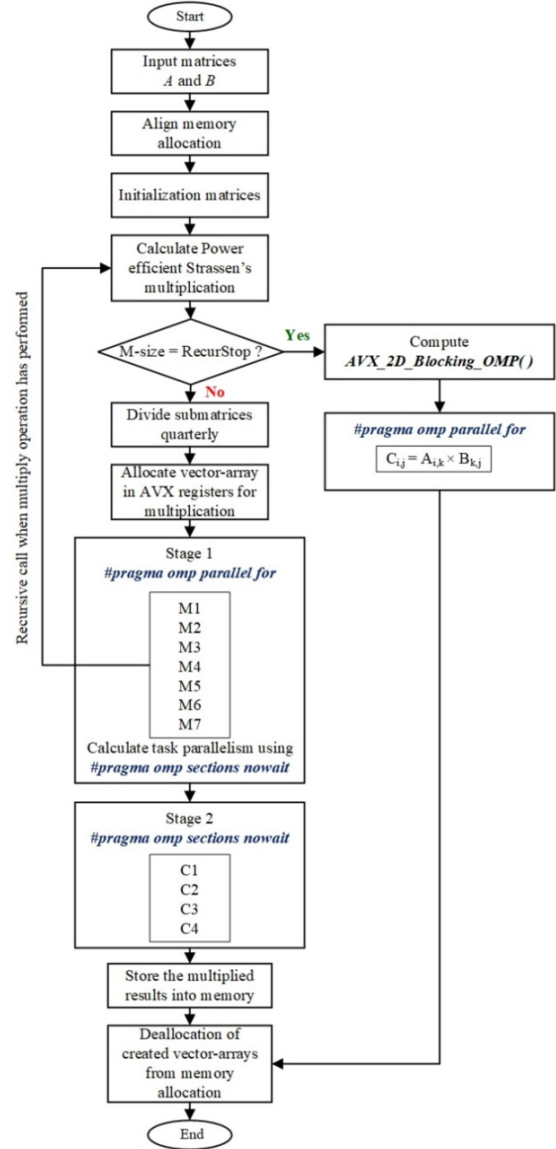 Start
Input matrices
A and B
Align memory
allocation
Initialization matrices
Calculate Power
efficient Strassen's
multiplication
M-size = RecurStop ?
Yes
No
Compute
AVX_2D_Blocking_OMP( )
#pragma omp parallel for
Ci,j = Ai,k × Bk,j
Divide submatrices
quarterly
Allocate vector-array
in AVX registers for
multiplication
Recursive call when multiply operation has performed
Stage 1
#pragma omp parallel for
M1
M2
M3
M4
M5
M6
M7
Calculate task parallelism using
#pragma omp sections nowait
Stage 2
#pragma omp sections nowait
C1
C2
C3
C4
Store the multiplied
results into memory
Deallocation of
created vector-arrays
from memory
allocation
End